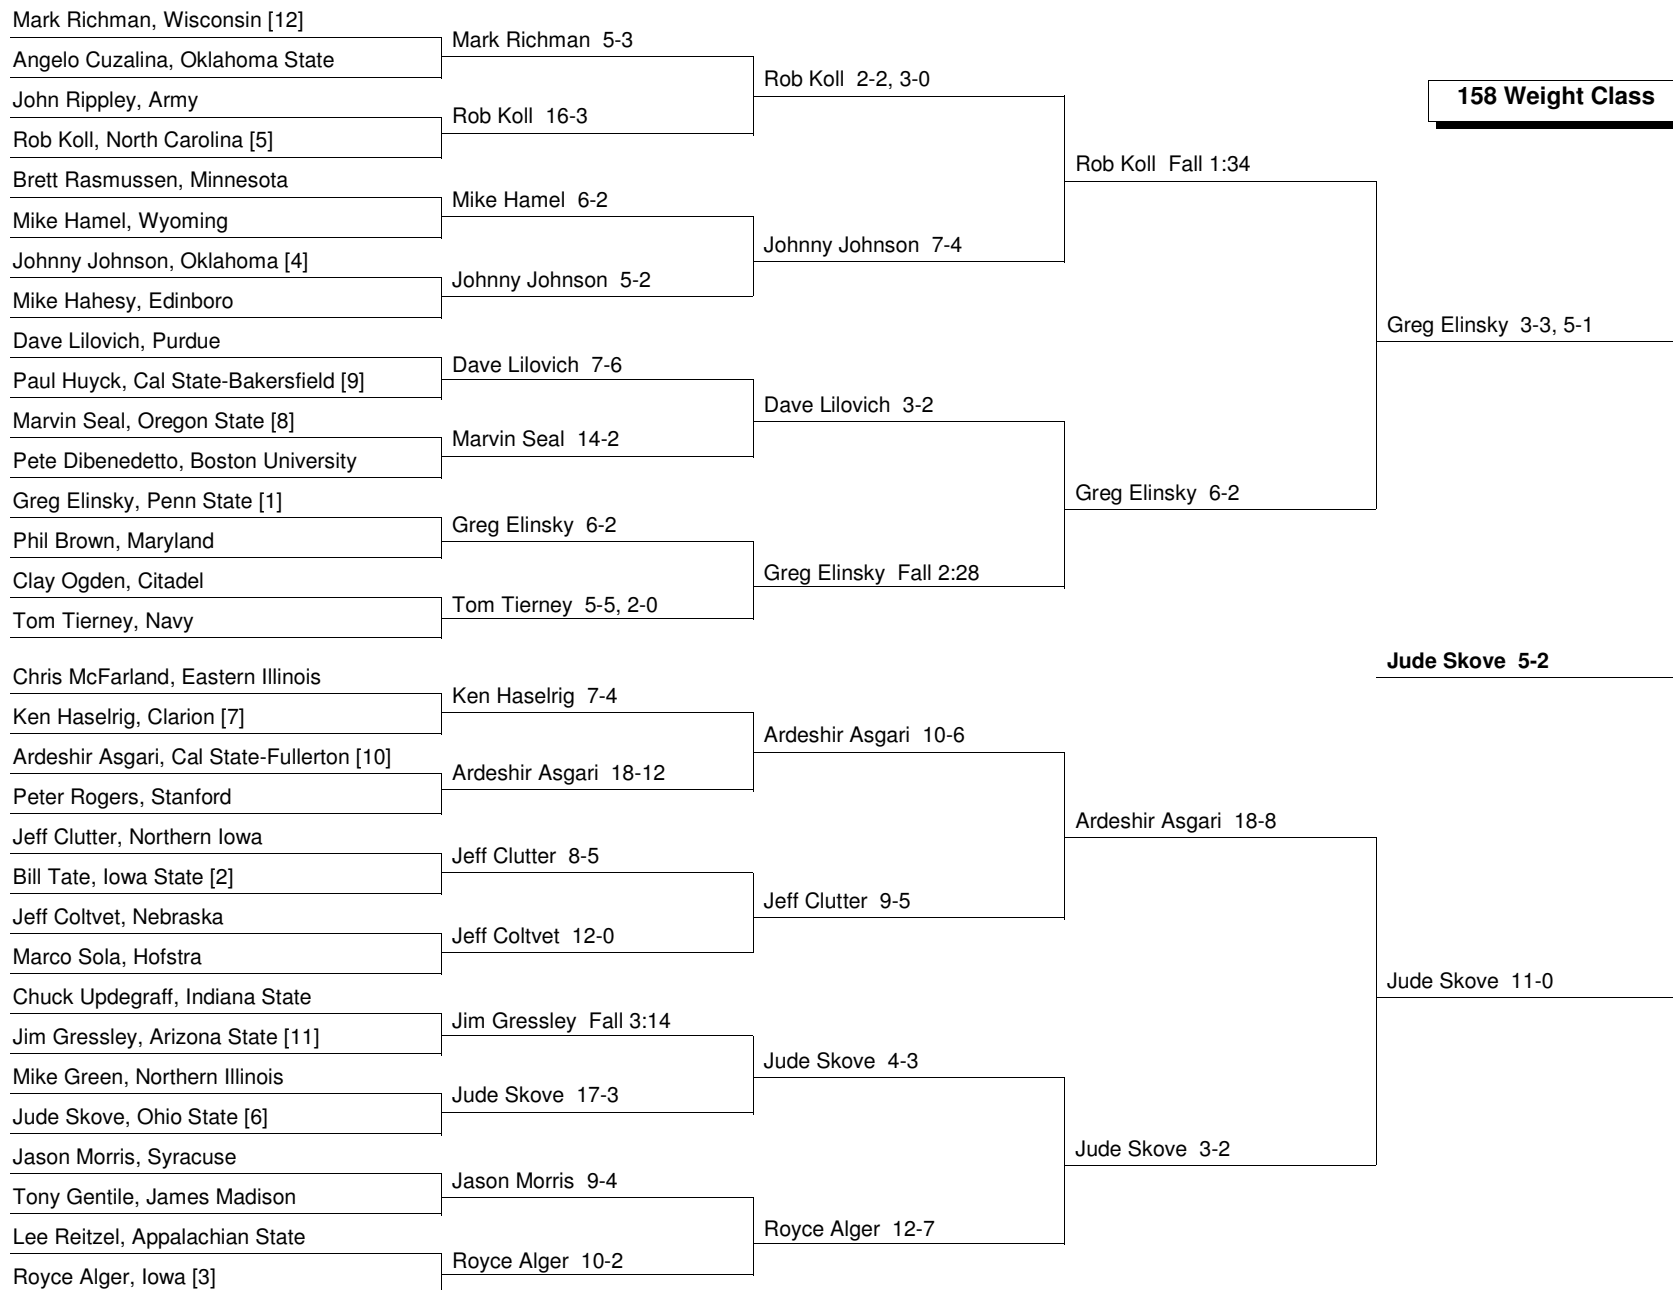 Mark Richman, Wisconsin [12]
Angelo Cuzalina, Oklahoma State
John Rippley, Army
Rob Koll, North Carolina [5]
Brett Rasmussen, Minnesota
Mike Hamel, Wyoming
Johnny Johnson, Oklahoma [4]
Mike Hahesy, Edinboro
Dave Lilovich, Purdue
Paul Huyck, Cal State-Bakersfield [9]
Marvin Seal, Oregon State [8]
Pete Dibenedetto, Boston University
Greg Elinsky, Penn State [1]
Phil Brown, Maryland
Clay Ogden, Citadel
Tom Tierney, Navy
Chris McFarland, Eastern Illinois
Ken Haselrig, Clarion [7]
Ardeshir Asgari, Cal State-Fullerton [10]
Peter Rogers, Stanford
Jeff Clutter, Northern Iowa
Bill Tate, Iowa State [2]
Jeff Coltvet, Nebraska
Marco Sola, Hofstra
Chuck Updegraff, Indiana State
Jim Gressley, Arizona State [11]
Mike Green, Northern Illinois
Jude Skove, Ohio State [6]
Jason Morris, Syracuse
Tony Gentile, James Madison
Lee Reitzel, Appalachian State
Royce Alger, Iowa [3]
Mark Richman 5-3
Rob Koll 16-3
Mike Hamel 6-2
Johnny Johnson 5-2
Dave Lilovich 7-6
Marvin Seal 14-2
Greg Elinsky 6-2
Tom Tierney 5-5, 2-0
Ken Haselrig 7-4
Ardeshir Asgari 18-12
Jeff Clutter 8-5
Jeff Coltvet 12-0
Jim Gressley Fall 3:14
Jude Skove 17-3
Jason Morris 9-4
Royce Alger 10-2
Rob Koll 2-2, 3-0
Johnny Johnson 7-4
Dave Lilovich 3-2
Greg Elinsky Fall 2:28
Ardeshir Asgari 10-6
Jeff Clutter 9-5
Jude Skove 4-3
Royce Alger 12-7
Rob Koll Fall 1:34
Greg Elinsky 6-2
Ardeshir Asgari 18-8
Jude Skove 3-2
158 Weight Class
Greg Elinsky 3-3, 5-1
Jude Skove 5-2
Jude Skove 11-0